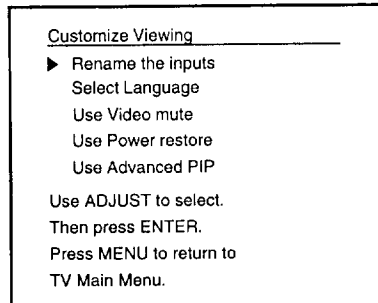 Customize Viewing
Rename the inputs
Select Language
Use Video mute
Use Power restore
Use Advanced PIP
Use ADJUST to select.
Then press ENTER.
Press MENU to return to
TV Main Menu.